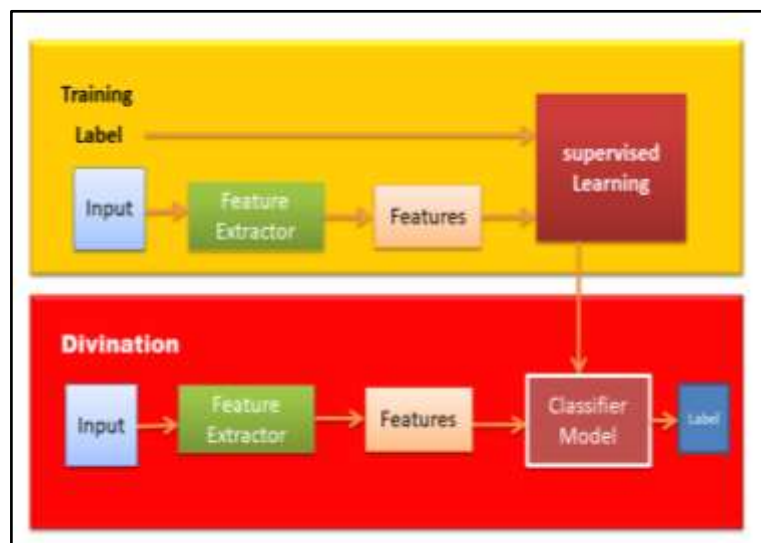 Training
Label
supervised
Learning
Input
Feature
Extractor
Features
Divination
Input
Feature
Extractor
Features
Classifier
Model
Label